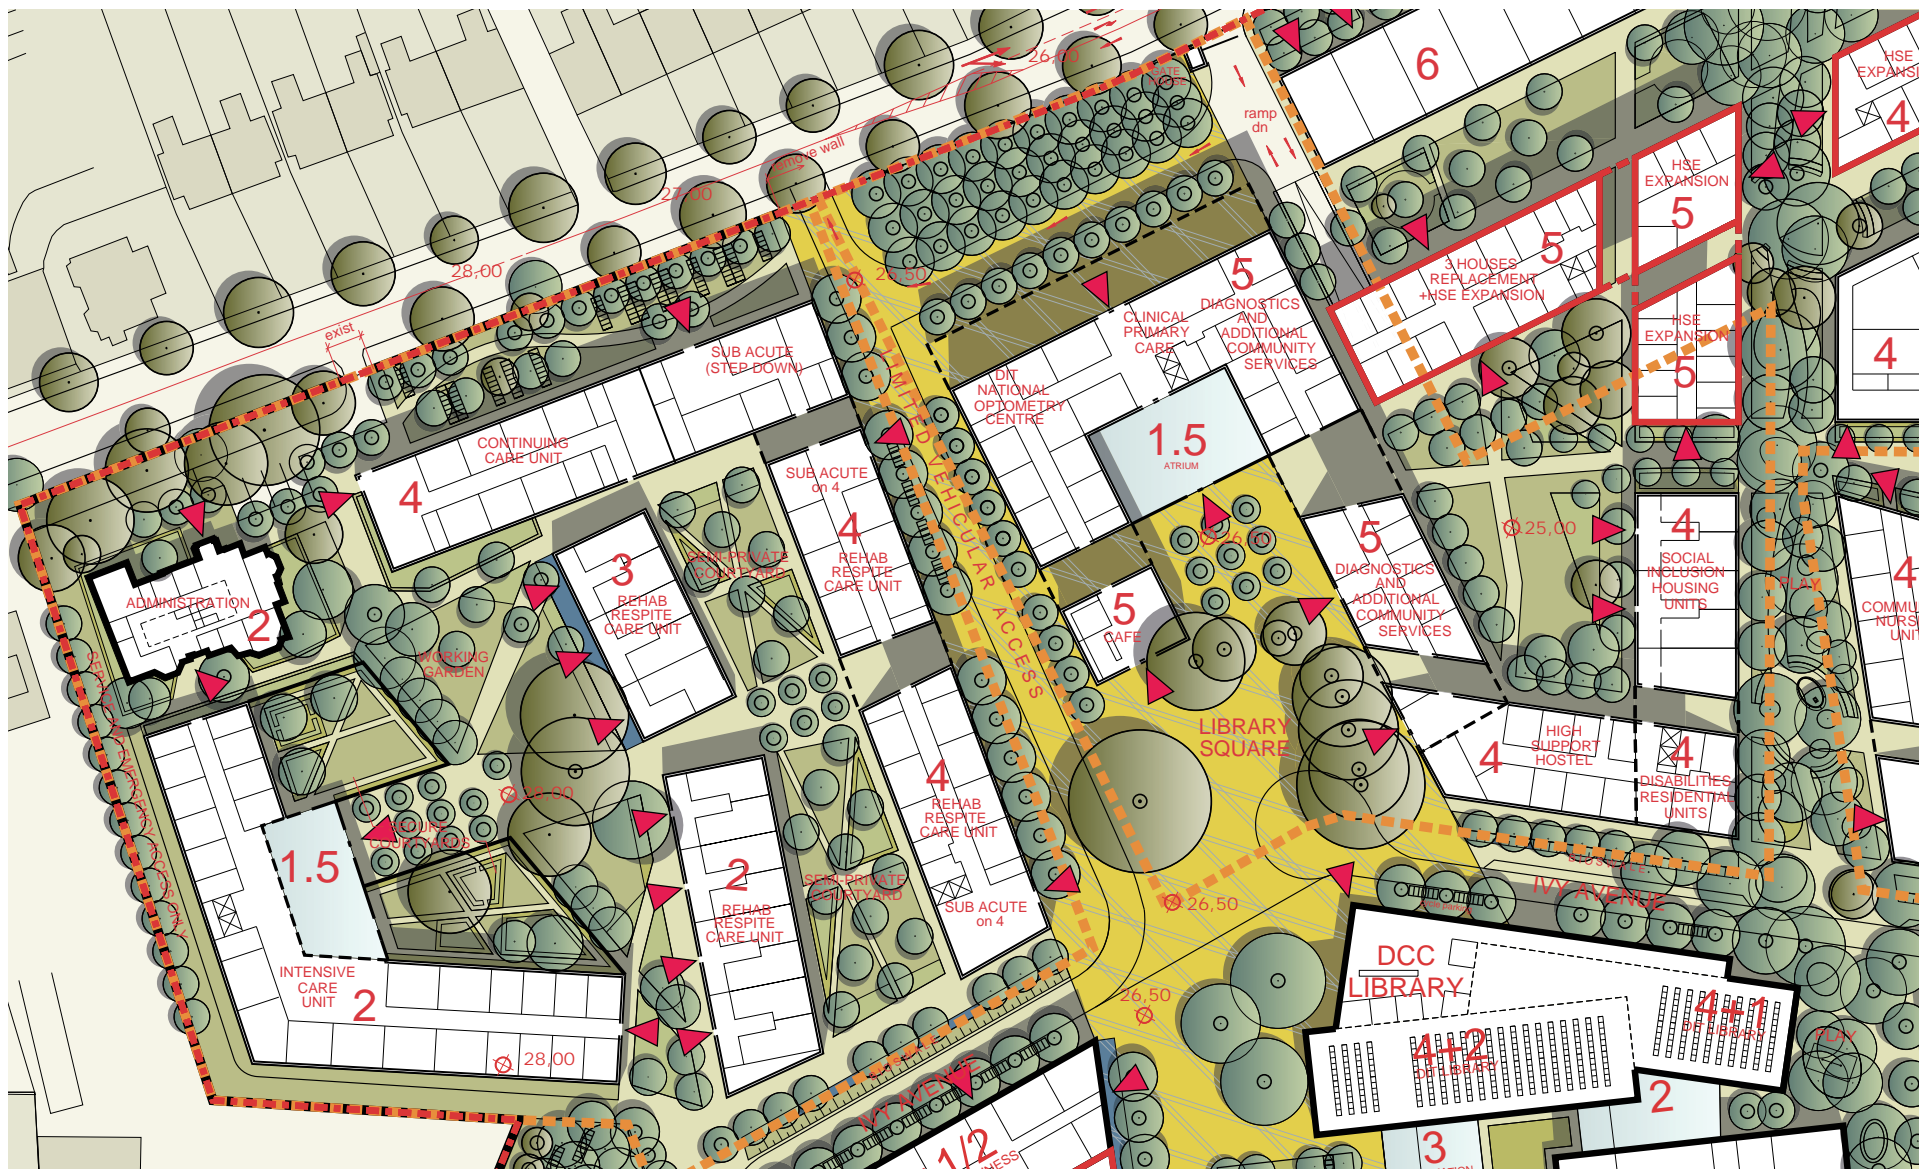 26,00
GATE
6
HSE
4
remove wall
ramp
dn
27,00
HSE
EXPANSION
5
28,00
26,50
5
3 HOUSES
REPLACEMENT
+HSE EXPANSION
5
DIAGNOSTICS
AND
ADDITIONAL
COMMUNITY
SERVICES
CLINICAL
PRIMARY
CARE
exist
HSE
EXPANSION
5
4
SUB ACUTE
(STEP DOWN)
DIT
NATIONAL
OPTOMETRY
CENTRE
1.5
ATRIUM
CONTINUING
CARE UNIT
4
SUB ACUTE
on 4
4
REHAB
RESPITE
CARE UNIT
LIMITED VEHICULAR ACCESS
26,50
5
DIAGNOSTICS
AND
ADDITIONAL
COMMUNITY
SERVICES
25,00
4
SOCIAL
INCLUSION
HOUSING
UNITS
PLAY
4
3
REHAB
RESPITE
CARE UNIT
SEMI-PRIVATE
COURTYARD
ADMINISTRATION
2
5
CAFE
WORKING
GARDEN
SERVICE AND EMERGENCY ACCESS ONLY
LIBRARY
SQUARE
4
HIGH
SUPPORT
HOSTEL
4
DISABILITIES
RESIDENTIAL
UNITS
4
REHAB
RESPITE
CARE UNIT
28,00
SECURE
COURTYARDS
1.5
2
REHAB
RESPITE
CARE UNIT
SEMI-PRIVATE
COURTYARD
SUB ACUTE
on 4
26,50
IVY AVENUE
cycle parking
DCC
LIBRARY
INTENSIVE
CARE
UNIT
2
26,50
4+1
DIT LIBRARY
4+2
DIT LIBRARY
PLAY
28,00
IVY AVENUE
2
1/2
3